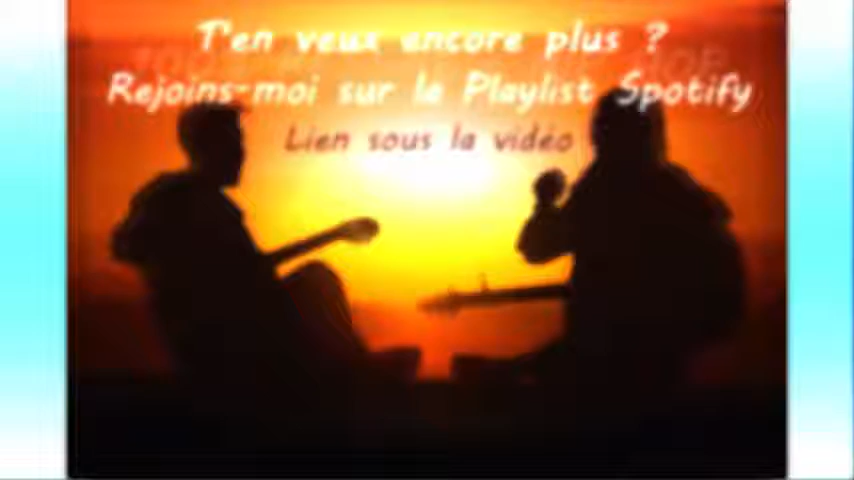 T'en veux encore plus ?
Rejoins-moi sur le Playlist Spotify
Lien sous la vidéo